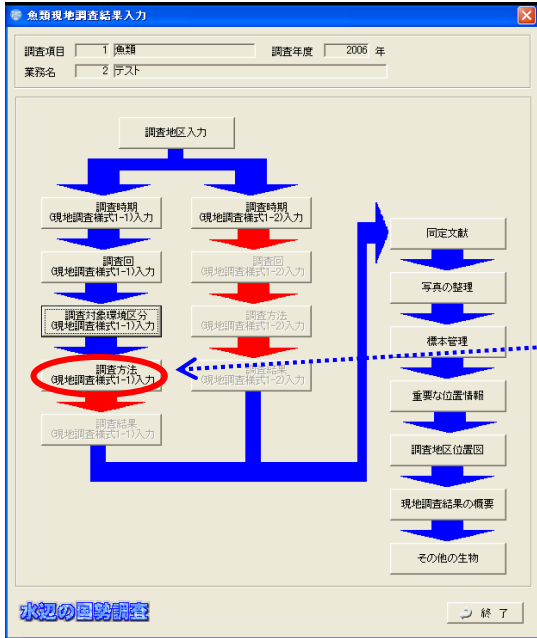 魚類現地調査結果入力
調査項目 1 魚類 調査年度 2006 年
業務名 2 テスト
調査地区入力
調査時期
(現地調査様式1-1)入力
調査回
(現地調査様式1-1)入力
調査対象環境区分
(現地調査様式1-1)入力
調査方法
(現地調査様式1-1)入力
調査結果
(現地調査様式1-1)入力
調査時期
(現地調査様式1-2)入力
調査回
(現地調査様式1-2)入力
調査方法
(現地調査様式1-2)入力
調査結果
(現地調査様式1-2)入力
同定文献
写真の整理
標本管理
重要な位置情報
調査地区位置図
現地調査結果の概要
その他の生物
水辺の国勢調査
終 了